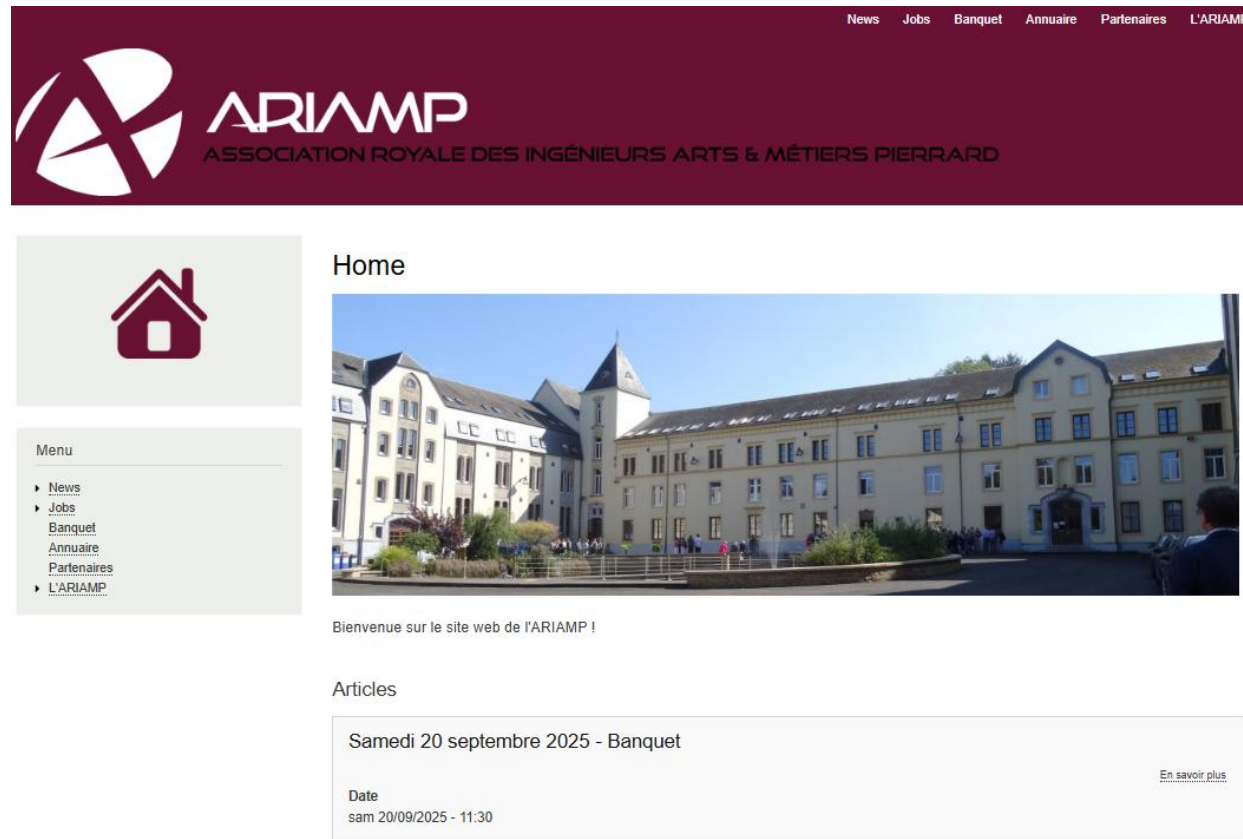 News Jobs Banquet Annuaire Partenaires L'ARIAMP
ARIAMP
ASSOCIATION ROYALE DES INGÉNIEURS ARTS & MÉTIERS PIERRARD
Home
Menu
News
Jobs
Banquet
Annuaire
Partenaires
L'ARIAMP
Bienvenue sur le site web de l'ARIAMP !
Articles
Samedi 20 septembre 2025 - Banquet
En savoir plus
Date
sam 20/09/2025 - 11:30